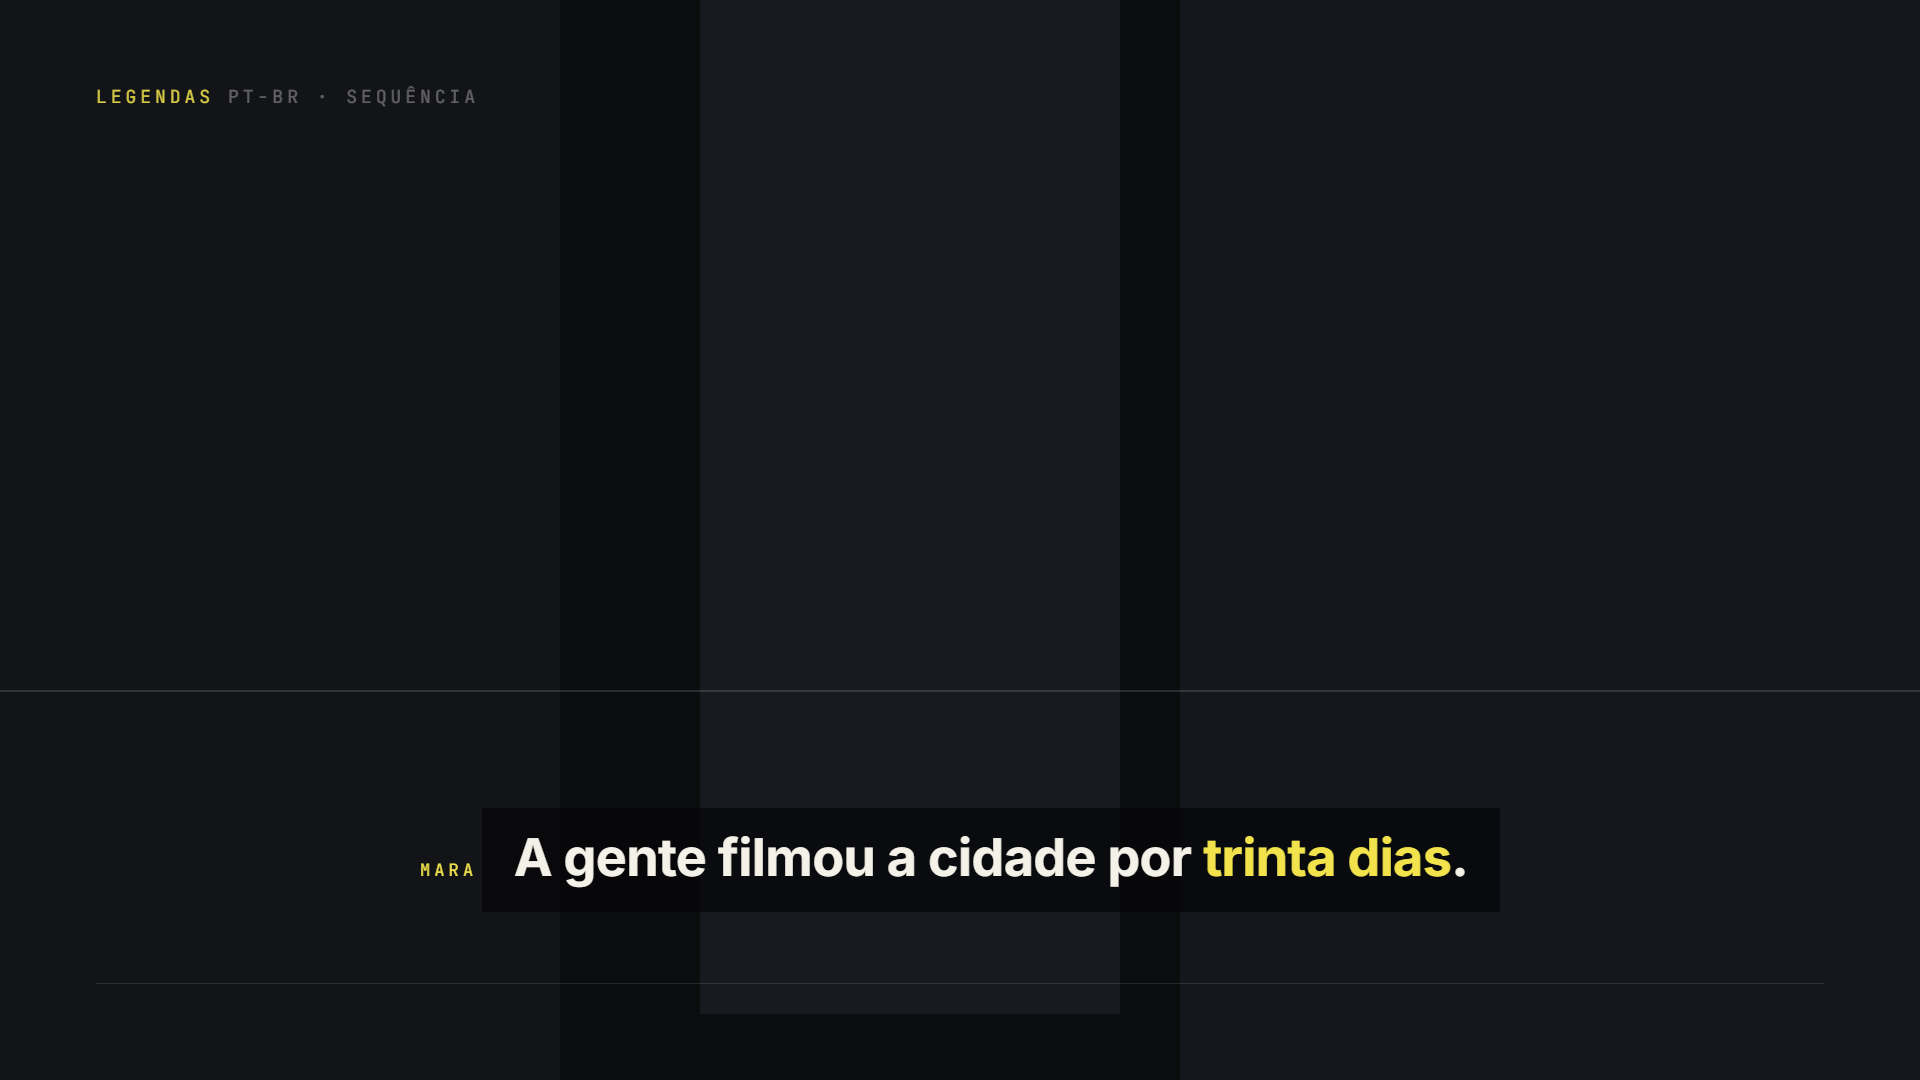 LEGENDAS PT-BR · SEQUÊNCIA
MARA A gente filmou a cidade por trinta dias.